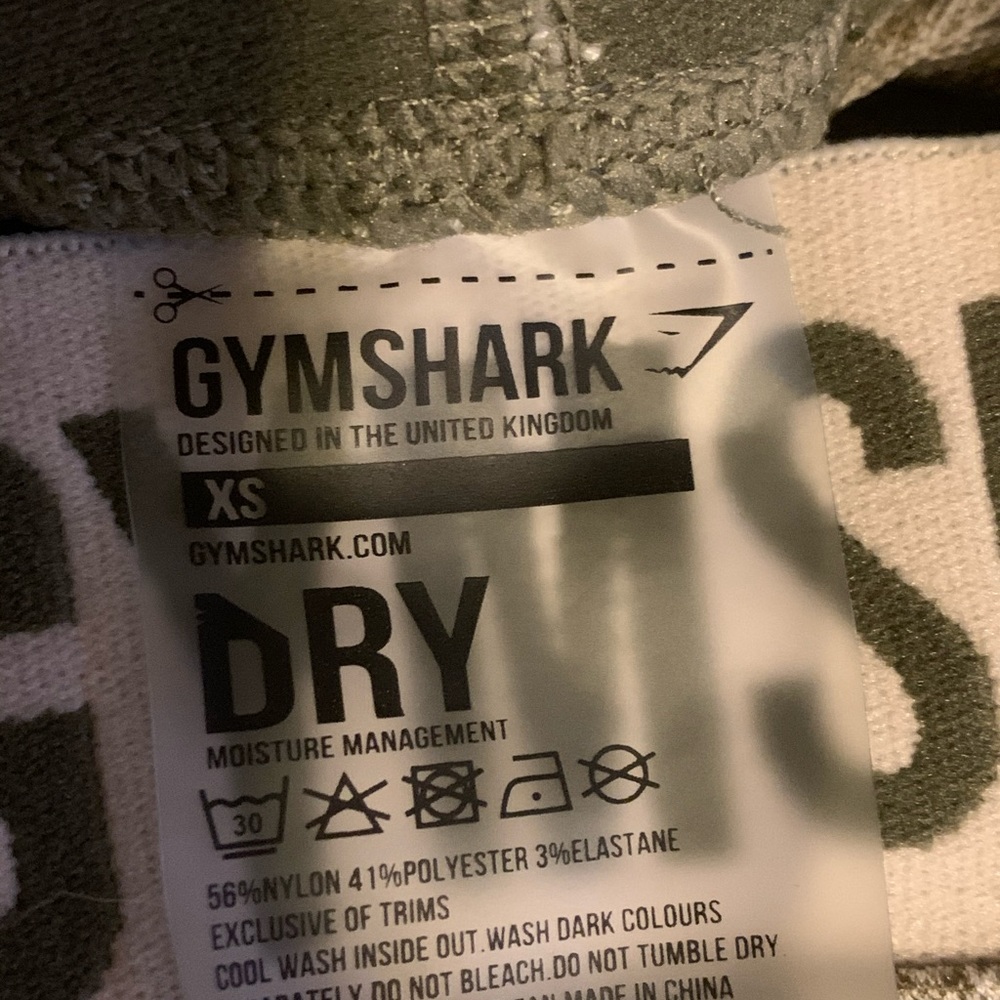 GYMSHARK
DESIGNED IN THE UNITED KINGDOM
XS
GYMSHARK.COM
DRY
MOISTURE MANAGEMENT
30
56%NYLON 41%POLYESTER 3%ELASTANE
EXCLUSIVE OF TRIMS
COOL WASH INSIDE OUT.WASH DARK COLOURS
DO NOT BLEACH.DO NOT TUMBLE DRY.
MADE IN CHINA